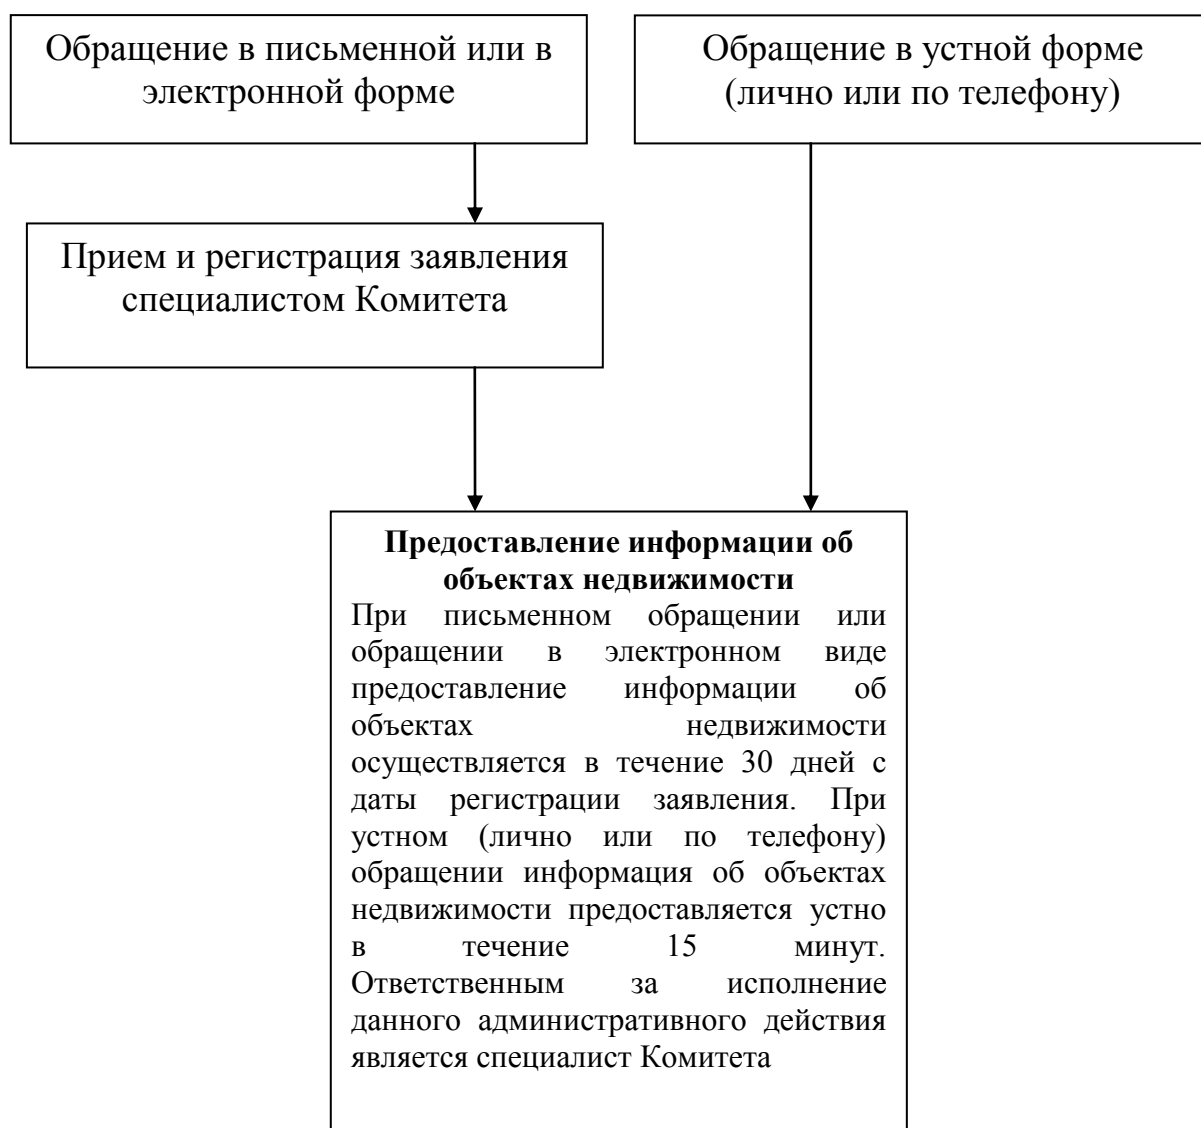 Обращение в письменной или в
электронной форме
Обращение в устной форме
(лично или по телефону)
Прием и регистрация заявления
специалистом Комитета
Предоставление информации об
объектах недвижимости
При письменном обращении или
обращении в электронном виде
предоставление информации об
объектах недвижимости
осуществляется в течение 30 дней с
даты регистрации заявления. При
устном (лично или по телефону)
обращении информация об объектах
недвижимости предоставляется устно
в течение 15 минут.
Ответственным за исполнение
данного административного действия
является специалист Комитета